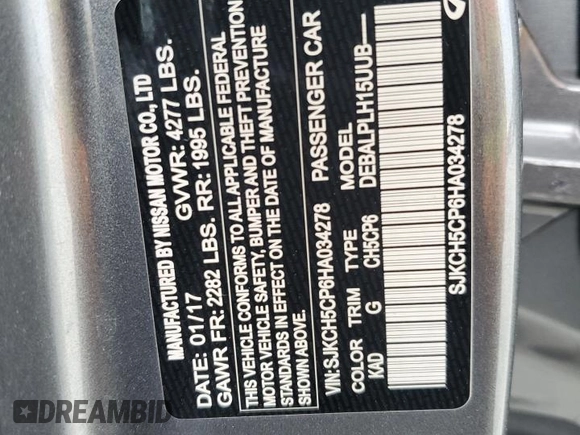 MANUFACTURED BY NISSAN MOTOR CO., LTD
DATE: 01/17 GVWR: 4277 LBS.
GAWR FR: 2282 LBS. RR: 1995 LBS.
THIS VEHICLE CONFORMS TO ALL APPLICABLE FEDERAL
MOTOR VEHICLE SAFETY, BUMPER AND THEFT PREVENTION
STANDARDS IN EFFECT ON THE DATE OF MANUFACTURE
SHOWN ABOVE.
VIN: SJKCH5CP6HA034278 PASSENGER CAR
COLOR TRIM TYPE MODEL
KAD G CH5CP6 DEBALPLH15UUB---
SJKCH5CP6HA034278
DREAMBID